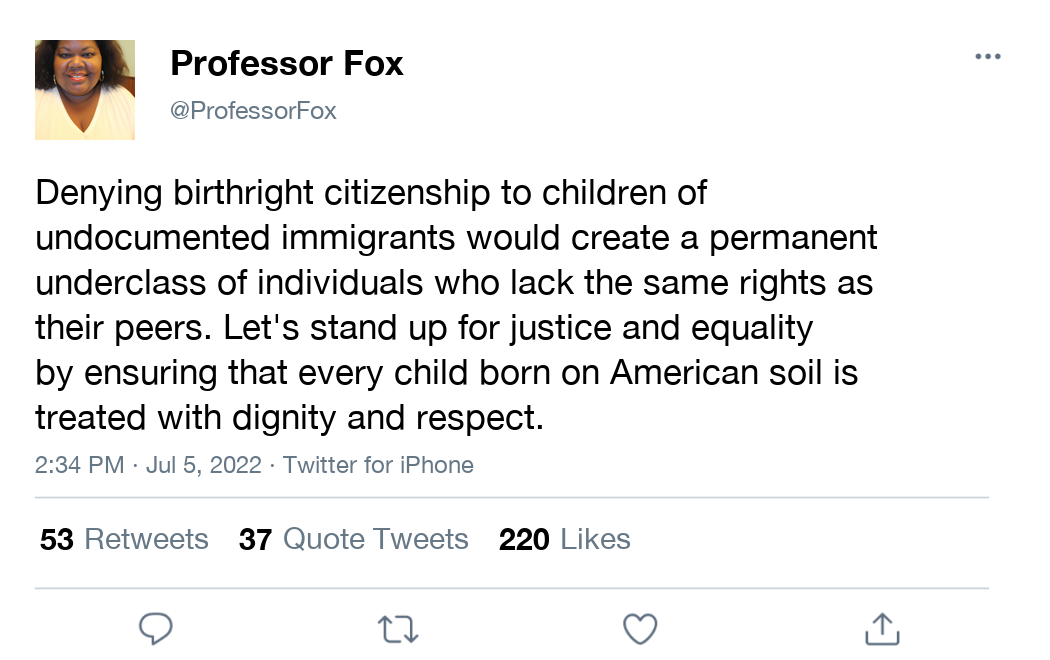 Professor Fox
@ProfessorFox
Denying birthright citizenship to children of
undocumented immigrants would create a permanent
underclass of individuals who lack the same rights as
their peers. Let's stand up for justice and equality
by ensuring that every child born on American soil is
treated with dignity and respect.
2:34 PM · Jul 5, 2022 · Twitter for iPhone
53 Retweets 37 Quote Tweets 220 Likes